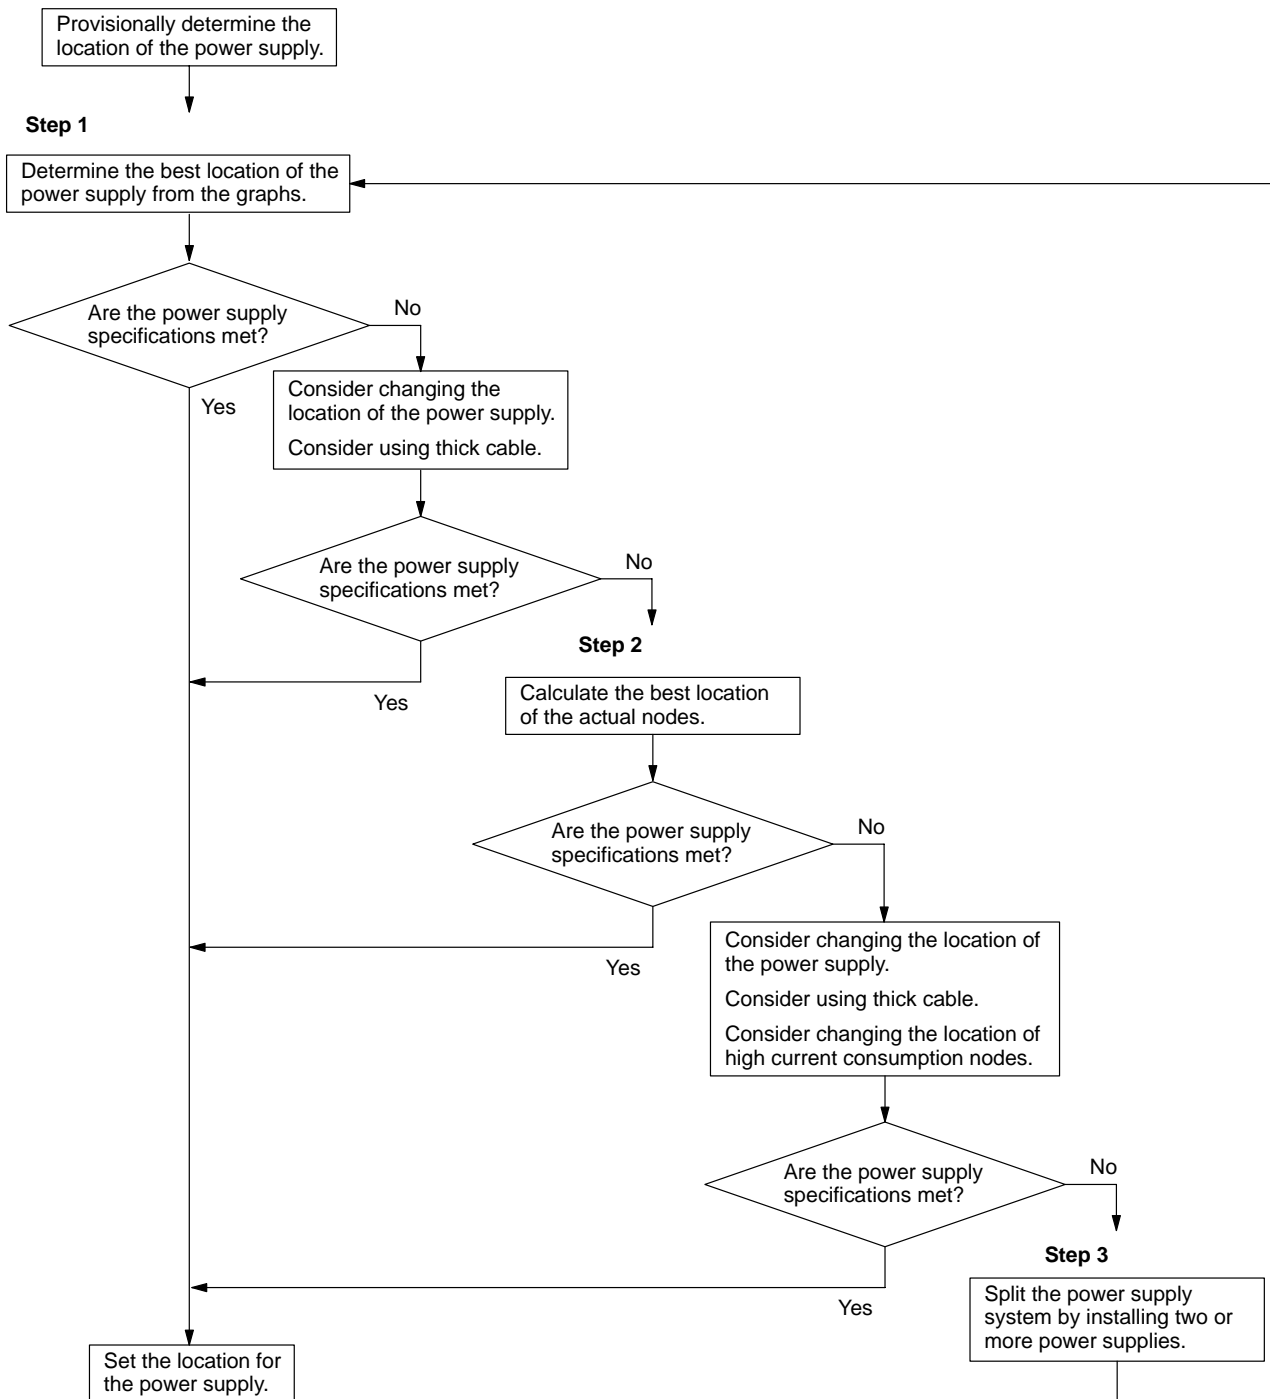 Provisionally determine the
location of the power supply.
Step 1
Determine the best location of the
power supply from the graphs.
Are the power supply
specifications met?
No
Yes
Consider changing the
location of the power supply.
Consider using thick cable.
Are the power supply
specifications met?
No
Step 2
Yes
Calculate the best location
of the actual nodes.
Are the power supply
specifications met?
No
Yes
Consider changing the location of
the power supply.
Consider using thick cable.
Consider changing the location of
high current consumption nodes.
Are the power supply
specifications met?
No
Step 3
Yes
Split the power supply
system by installing two or
more power supplies.
Set the location for
the power supply.